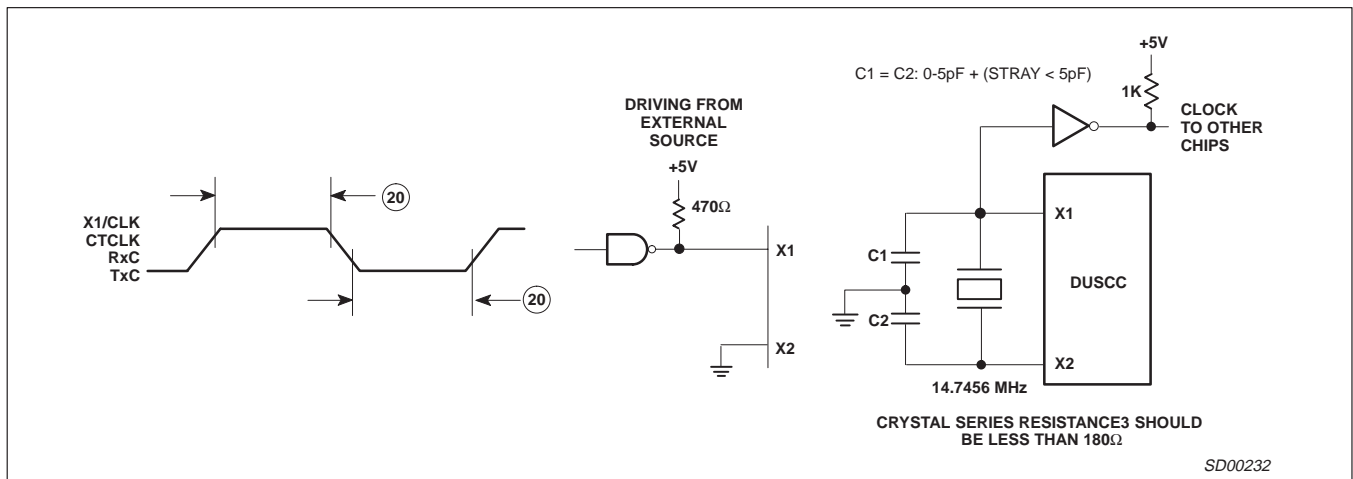 X1/CLK
CTCLK
RxC
TxC
20
20
DRIVING FROM
EXTERNAL
SOURCE
+5V
470Ω
X1
X2
C1 = C2: 0-5pF + (STRAY < 5pF)
+5V
1K
CLOCK
TO OTHER
CHIPS
X1
C1
DUSCC
C2
X2
14.7456 MHz
CRYSTAL SERIES RESISTANCE3 SHOULD
BE LESS THAN 180Ω
SD00232